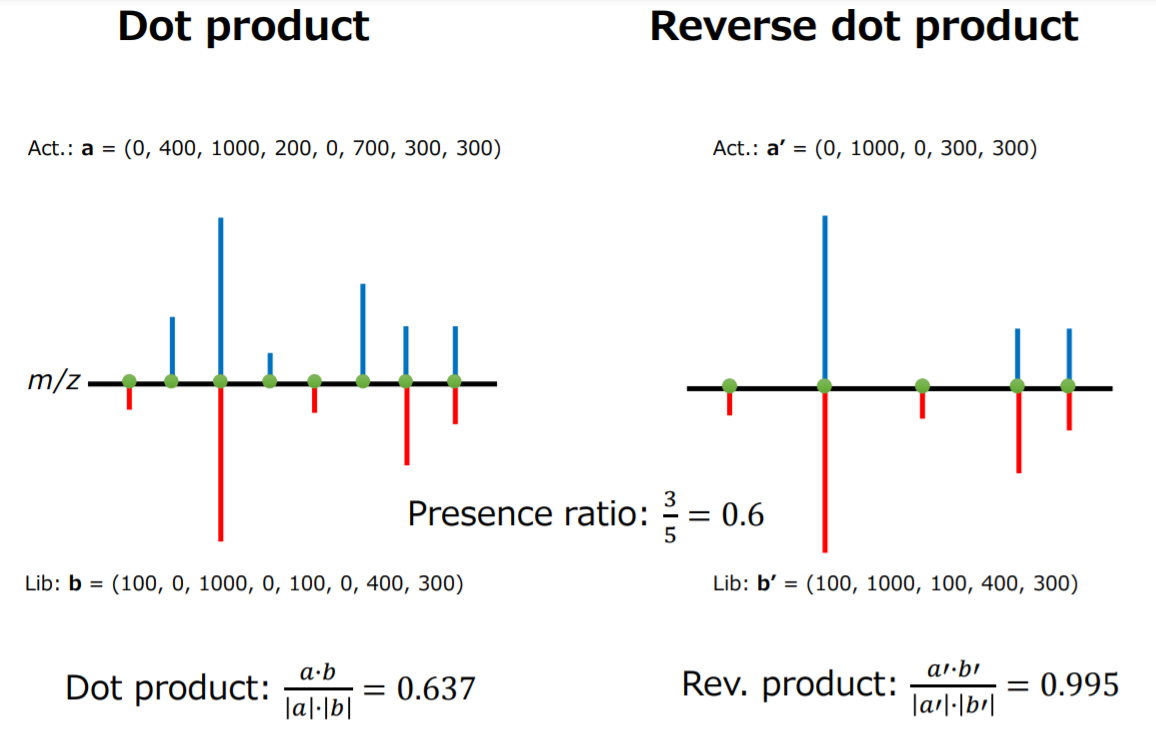 Dot product
Reverse dot product
Act.: a = (0, 400, 1000, 200, 0, 700, 300, 300)
Act.: a′ = (0, 1000, 0, 300, 300)
m/z
Presence ratio: 3/5 = 0.6
Lib: b = (100, 0, 1000, 0, 100, 0, 400, 300)
Lib: b′ = (100, 1000, 100, 400, 300)
Dot product: a·b / |a|·|b| = 0.637
Rev. product: a′·b′ / |a′|·|b′| = 0.995